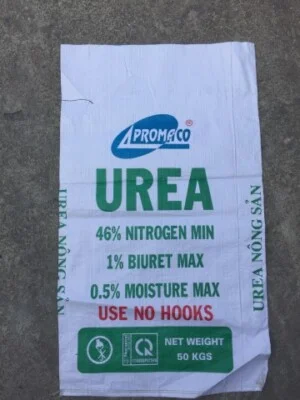 APROMACO ®
UREA
46% NITROGEN MIN
1% BIURET MAX
0.5% MOISTURE MAX
USE NO HOOKS
NET WEIGHT
50 KGS
UREA NÔNG SẢN
UREA NÔNG SẢN